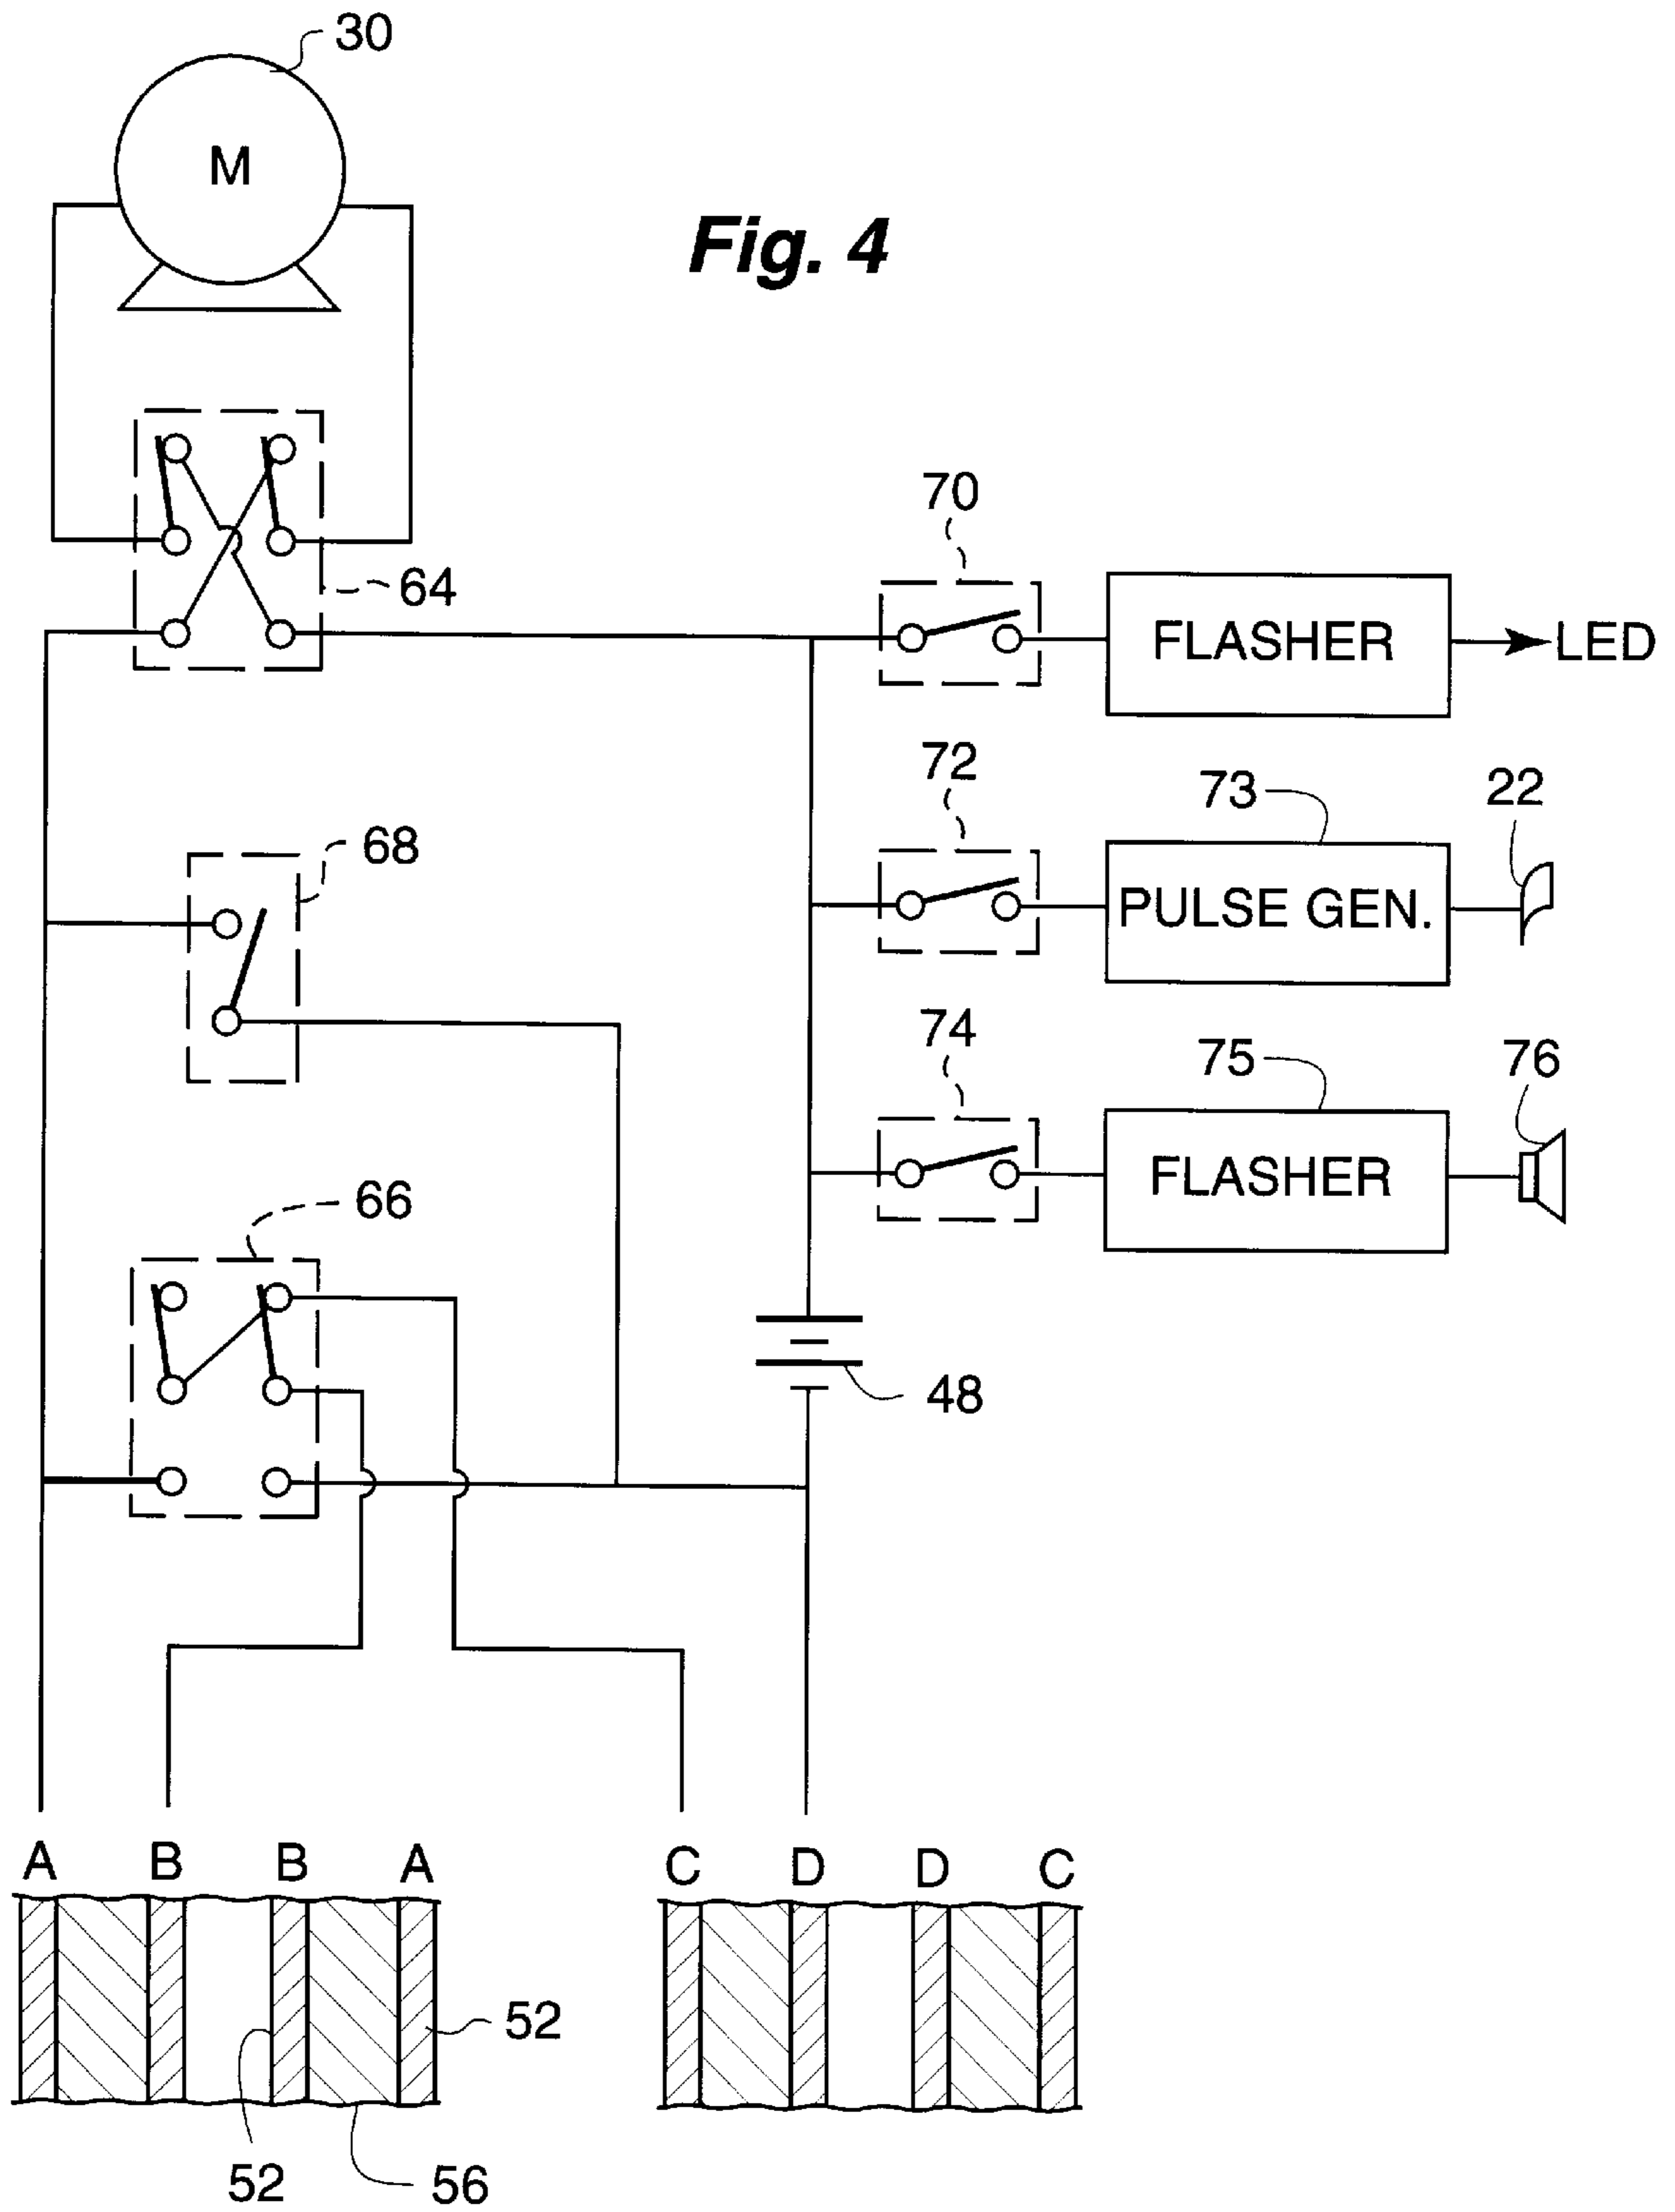 30
M
Fig. 4
64
70
FLASHER
LED
72
73
22
PULSE GEN.
68
74
75
76
FLASHER
66
48
A B B A C D D C
52
52
56